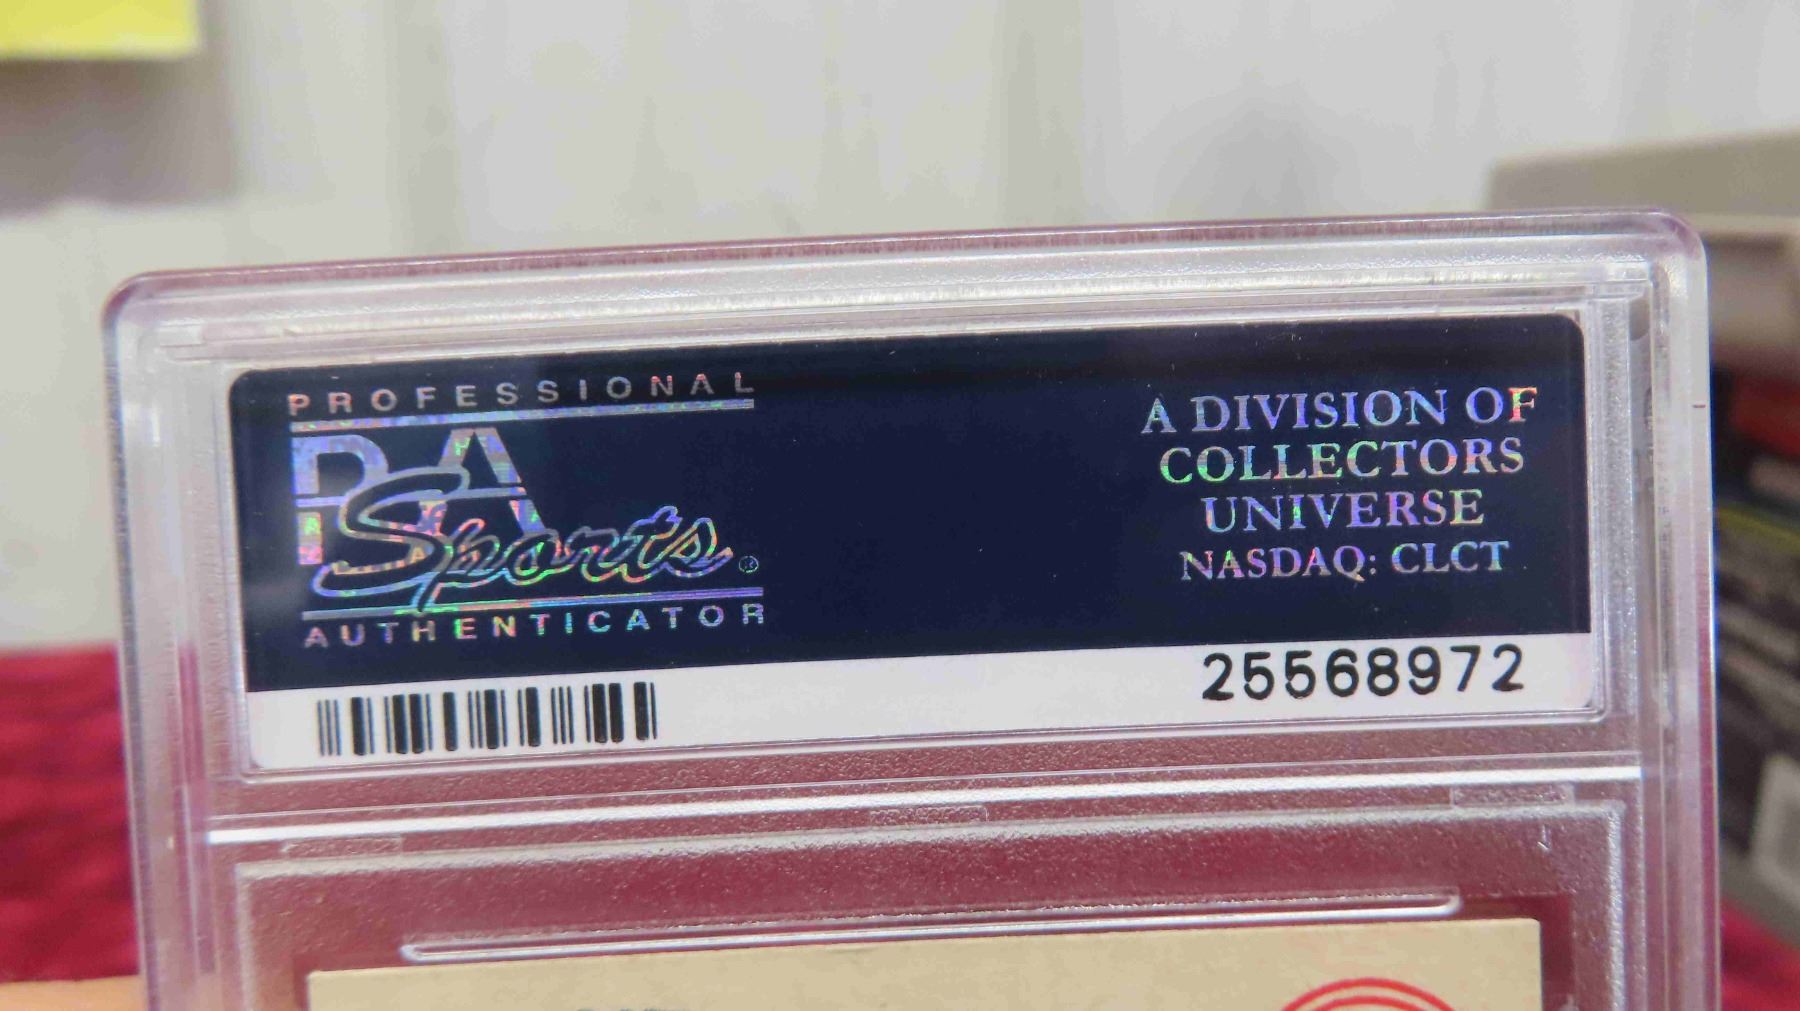 PROFESSIONAL
PSA
Sports®
AUTHENTICATOR
A DIVISION OF
COLLECTORS
UNIVERSE
NASDAQ: CLCT
25568972